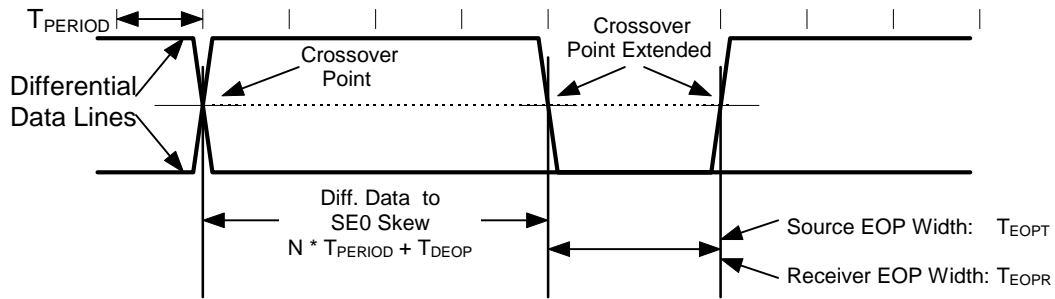 TPERIOD
Differential
Data Lines
Crossover
Point
Crossover
Point Extended
Diff. Data to
SE0 Skew
N * TPERIOD + TDEOP
Source EOP Width: TEOPT
Receiver EOP Width: TEOPR